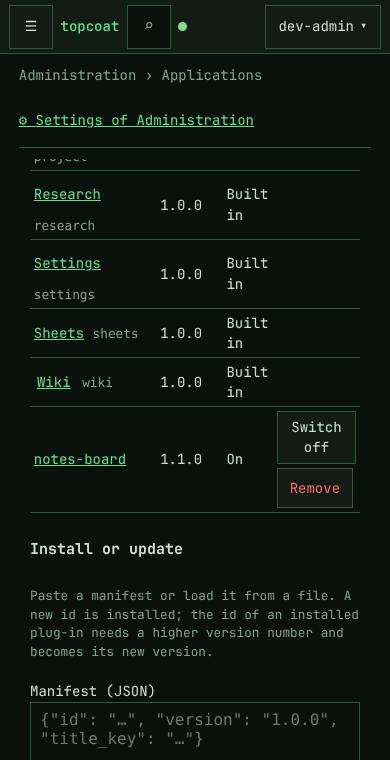 ☰ topcoat ⌕ dev-admin ▾
Administration › Applications
⚙ Settings of Administration
project
Research 1.0.0 Built in
research
Settings 1.0.0 Built in
settings
Sheets sheets 1.0.0 Built in
Wiki wiki 1.0.0 Built in
notes-board 1.1.0 On Switch off
Remove
Install or update
Paste a manifest or load it from a file. A
new id is installed; the id of an installed
plug-in needs a higher version number and
becomes its new version.
Manifest (JSON)
{"id": "…", "version": "1.0.0",
"title_key": "…"}